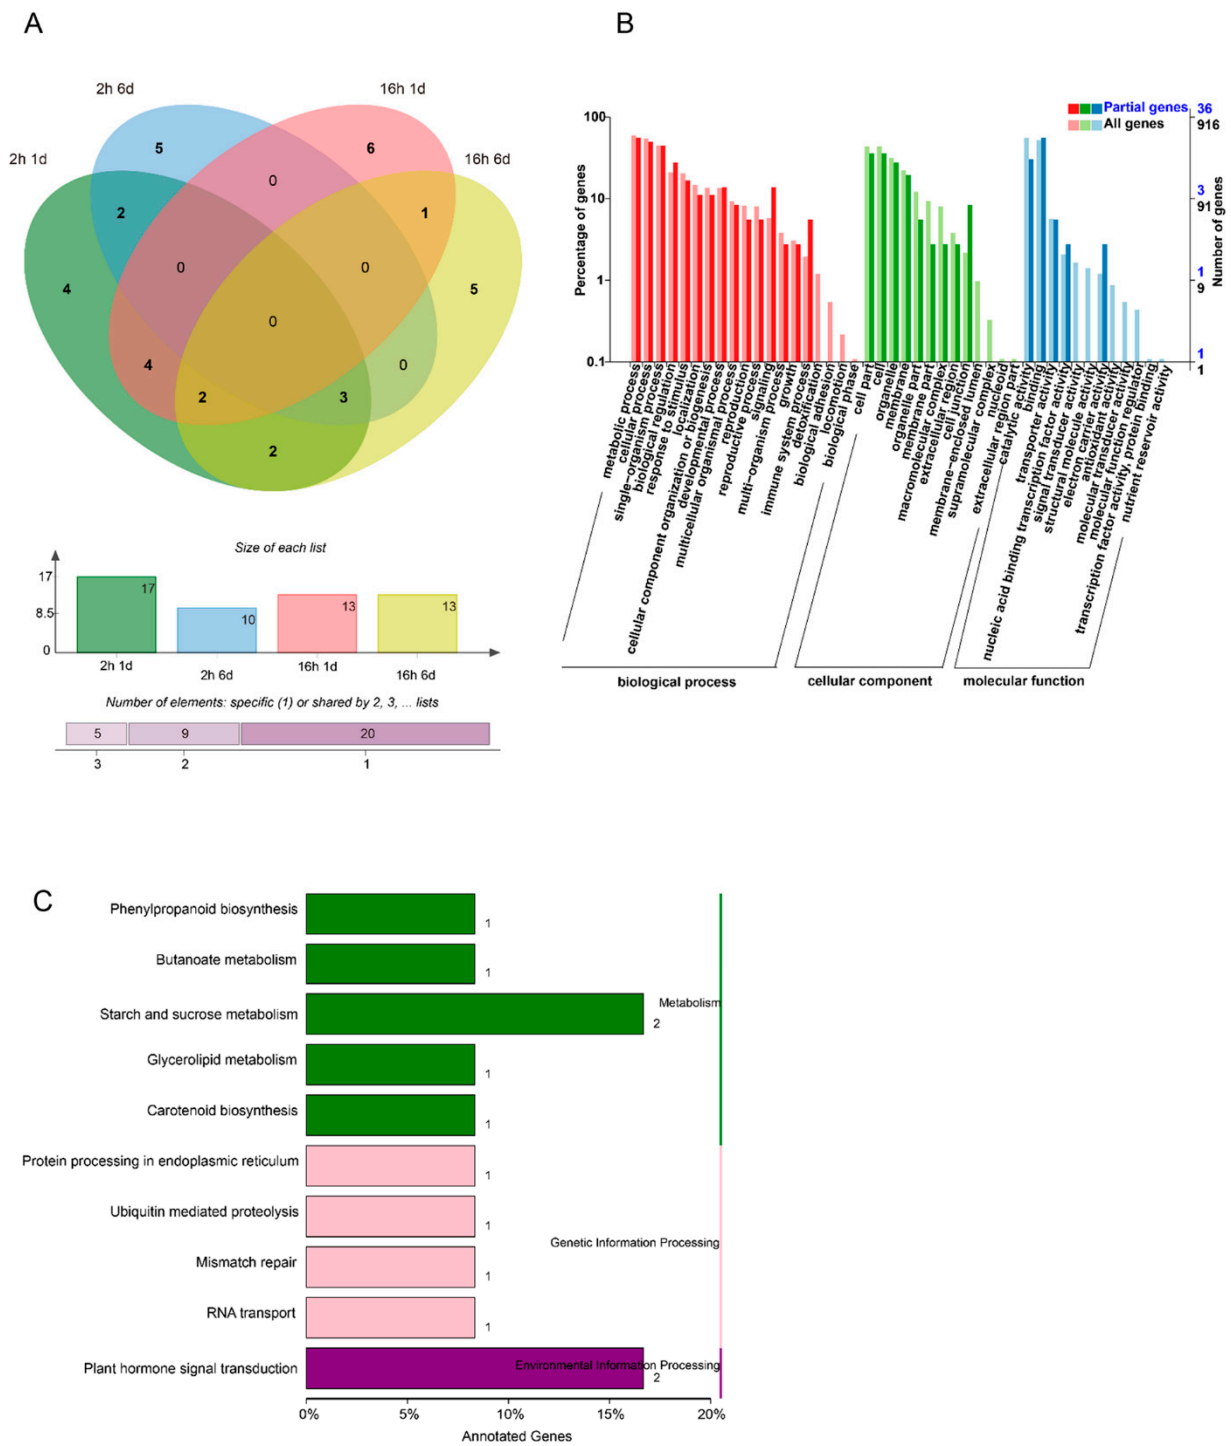 A
2h 6d
16h 1d
2h 1d
16h 6d
5
6
0
2
1
0
0
4
5
0
4
0
2
3
2
Size of each list
17
8.5
0
17
10
13
13
2h 1d
2h 6d
16h 1d
16h 6d
Number of elements: specific (1) or shared by 2, 3, ... lists
5
9
20
3
2
1
B
Partial genes
All genes
36
916
3
91
1
9
1
1
Number of genes
100
10
1
0.1
Percentage of genes
metabolic process
cellular process
single-organism process
biological regulation
response to stimulus
localization
cellular component organization or biogenesis
developmental process
multicellular organismal process
reproduction
reproductive process
signaling
multi-organism process
growth
immune system process
detoxification
biological adhesion
locomotion
biological phase
cell part
cell
organelle
membrane
organelle part
membrane part
macromolecular complex
extracellular region
cell junction
membrane-enclosed lumen
supramolecular complex
nucleoid
extracellular region part
catalytic activity
binding
transporter activity
nucleic acid binding transcription factor activity
signal transducer activity
structural molecule activity
electron carrier activity
antioxidant activity
molecular transducer activity
molecular function regulator
transcription factor activity, protein binding
nutrient reservoir activity
biological process
cellular component
molecular function
C
Phenylpropanoid biosynthesis
1
Butanoate metabolism
1
Starch and sucrose metabolism
2
Metabolism
Glycerolipid metabolism
1
Carotenoid biosynthesis
1
Protein processing in endoplasmic reticulum
1
Ubiquitin mediated proteolysis
1
Genetic Information Processing
Mismatch repair
1
RNA transport
1
Plant hormone signal transduction
Environmental Information Processing
2
0%
5%
10%
15%
20%
Annotated Genes